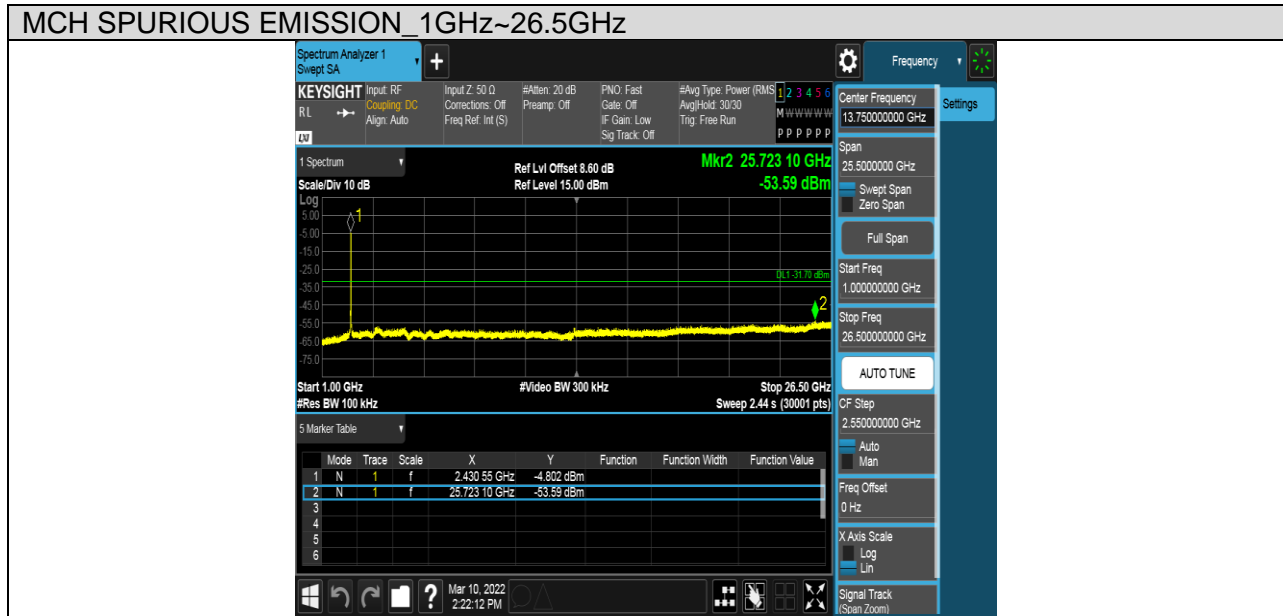 MCH SPURIOUS EMISSION_1GHz~26.5GHz
Spectrum Analyzer 1
Swept SA
Frequency
KEYSIGHT
RL
LXI
Input: RF
Coupling: DC
Align: Auto
Input Z: 50 Ω
Corrections: Off
Freq Ref: Int (S)
#Atten: 20 dB
Preamp: Off
PNO: Fast
Gate: Off
IF Gain: Low
Sig Track: Off
#Avg Type: Power (RMS
Avg|Hold: 30/30
Trig: Free Run
1 2 3 4 5 6
M W W W W W
P P P P P P
1 Spectrum
Scale/Div 10 dB
Ref Lvl Offset 8.60 dB
Ref Level 15.00 dBm
Mkr2 25.723 10 GHz
-53.59 dBm
Log
5.00
-5.00
-15.0
-25.0
-35.0
-45.0
-55.0
-65.0
-75.0
1
DL1 -31.70 dBm
2
Start 1.00 GHz
#Video BW 300 kHz
Stop 26.50 GHz
#Res BW 100 kHz
Sweep 2.44 s (30001 pts)
5 Marker Table
Mode Trace Scale X Y Function Function Width Function Value
1 N 1 f 2.430 55 GHz -4.802 dBm
2 N 1 f 25.723 10 GHz -53.59 dBm
3
4
5
6
Mar 10, 2022
2:22:12 PM
Settings
Center Frequency
13.750000000 GHz
Span
25.5000000 GHz
Swept Span
Zero Span
Full Span
Start Freq
1.000000000 GHz
Stop Freq
26.500000000 GHz
AUTO TUNE
CF Step
2.550000000 GHz
Auto
Man
Freq Offset
0 Hz
X Axis Scale
Log
Lin
Signal Track
(Span Zoom)